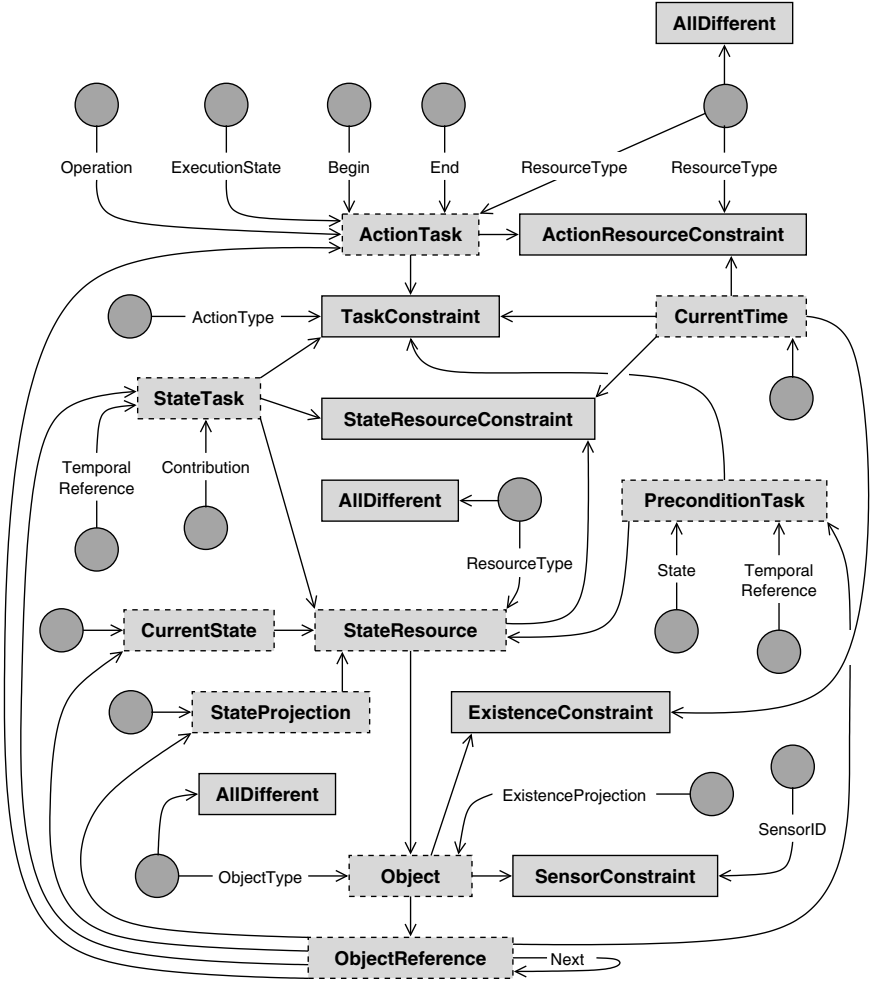 AllDifferent
Operation
ExecutionState
Begin
End
ResourceType
ResourceType
ActionTask
ActionResourceConstraint
ActionType
TaskConstraint
CurrentTime
StateTask
StateResourceConstraint
Temporal
Reference
Contribution
AllDifferent
PreconditionTask
ResourceType
State
Temporal
Reference
CurrentState
StateResource
StateProjection
ExistenceConstraint
AllDifferent
ExistenceProjection
SensorID
ObjectType
Object
SensorConstraint
ObjectReference
Next